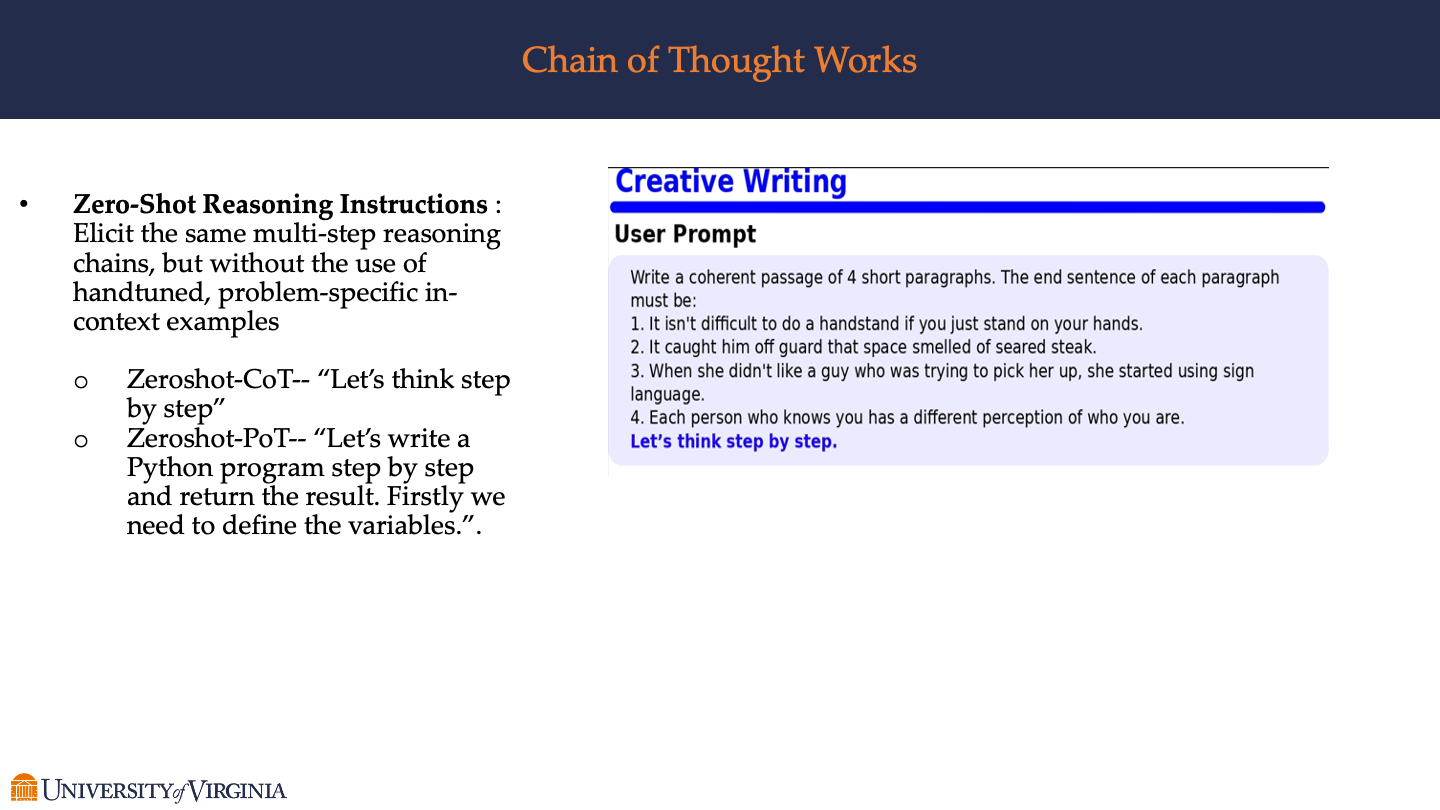 Chain of Thought Works
• Zero-Shot Reasoning Instructions :
Elicit the same multi-step reasoning
chains, but without the use of
handtuned, problem-specific in-
context examples
o Zeroshot-CoT-- “Let’s think step
by step”
o Zeroshot-PoT-- “Let’s write a
Python program step by step
and return the result. Firstly we
need to define the variables.”.
Creative Writing
User Prompt
Write a coherent passage of 4 short paragraphs. The end sentence of each paragraph
must be:
1. It isn't difficult to do a handstand if you just stand on your hands.
2. It caught him off guard that space smelled of seared steak.
3. When she didn't like a guy who was trying to pick her up, she started using sign
language.
4. Each person who knows you has a different perception of who you are.
Let’s think step by step.
UNIVERSITY of VIRGINIA